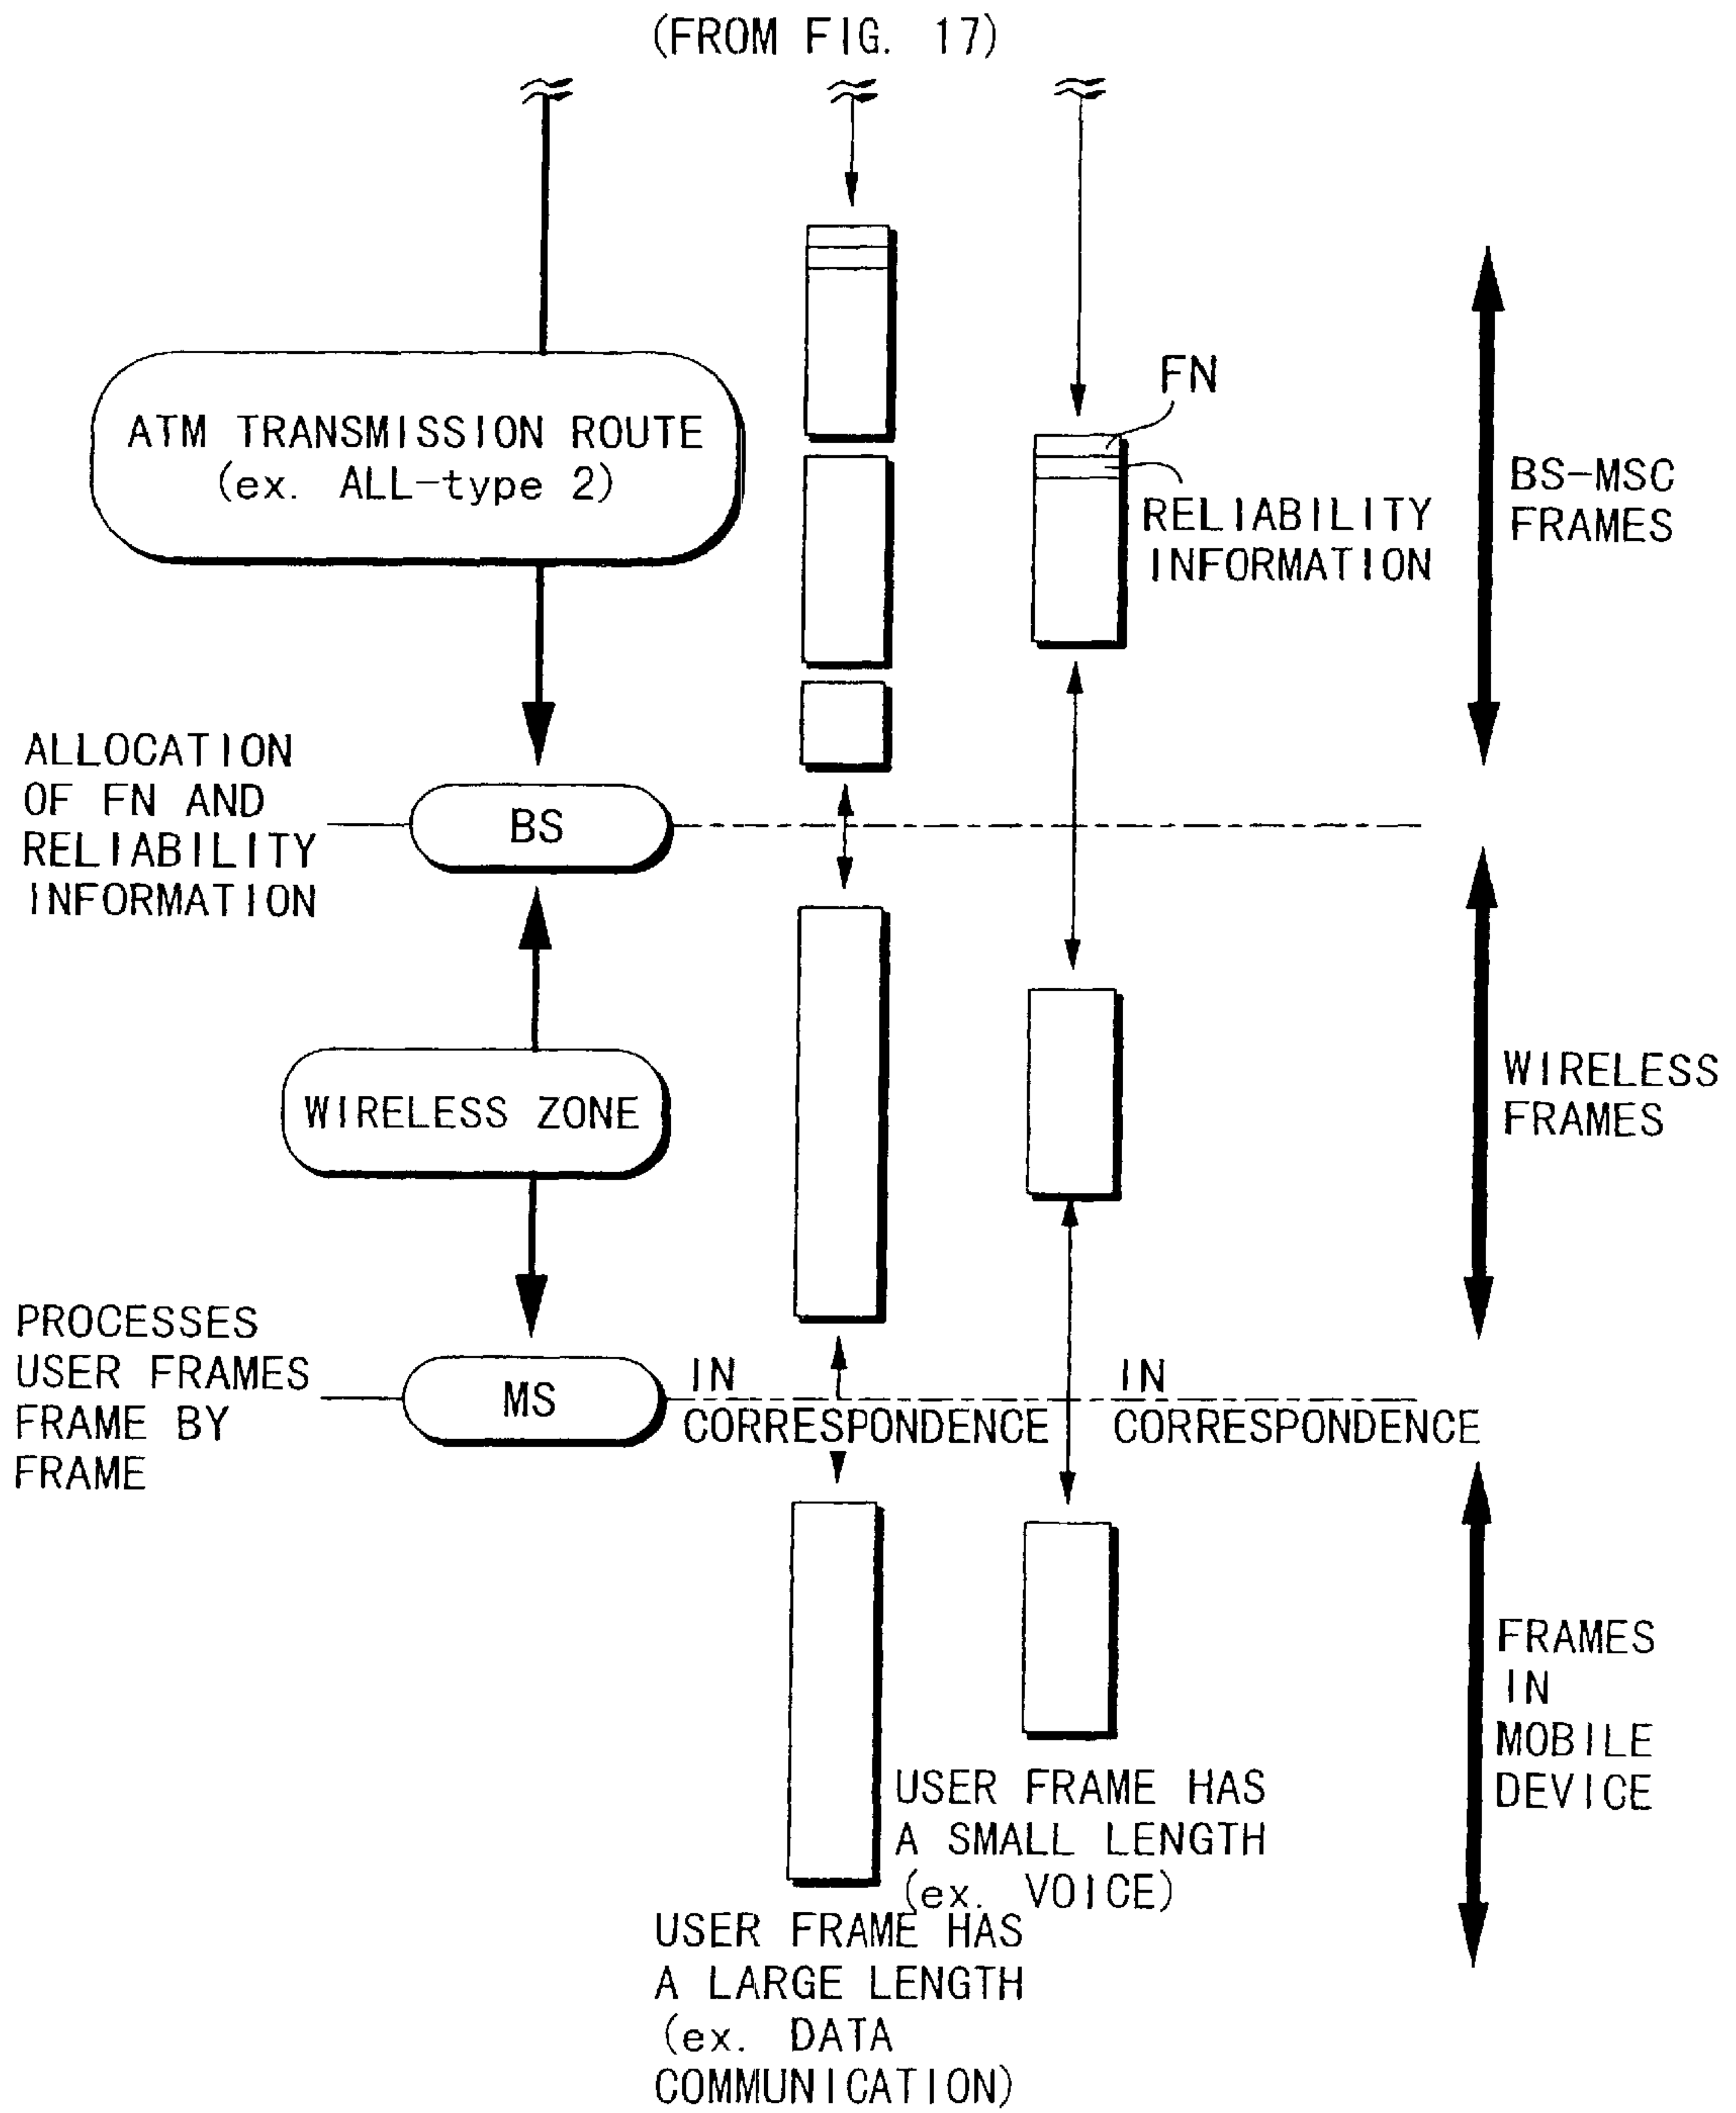 (FROM FIG. 17)
ATM TRANSMISSION ROUTE
(ex. ALL-type 2)
FN
RELIABILITY
INFORMATION
BS-MSC
FRAMES
ALLOCATION
OF FN AND
RELIABILITY
INFORMATION
BS
WIRELESS ZONE
WIRELESS
FRAMES
PROCESSES
USER FRAMES
FRAME BY
FRAME
MS
IN
CORRESPONDENCE
IN
CORRESPONDENCE
FRAMES
IN
MOBILE
DEVICE
USER FRAME HAS
A SMALL LENGTH
(ex. VOICE)
USER FRAME HAS
A LARGE LENGTH
(ex. DATA
COMMUNICATION)